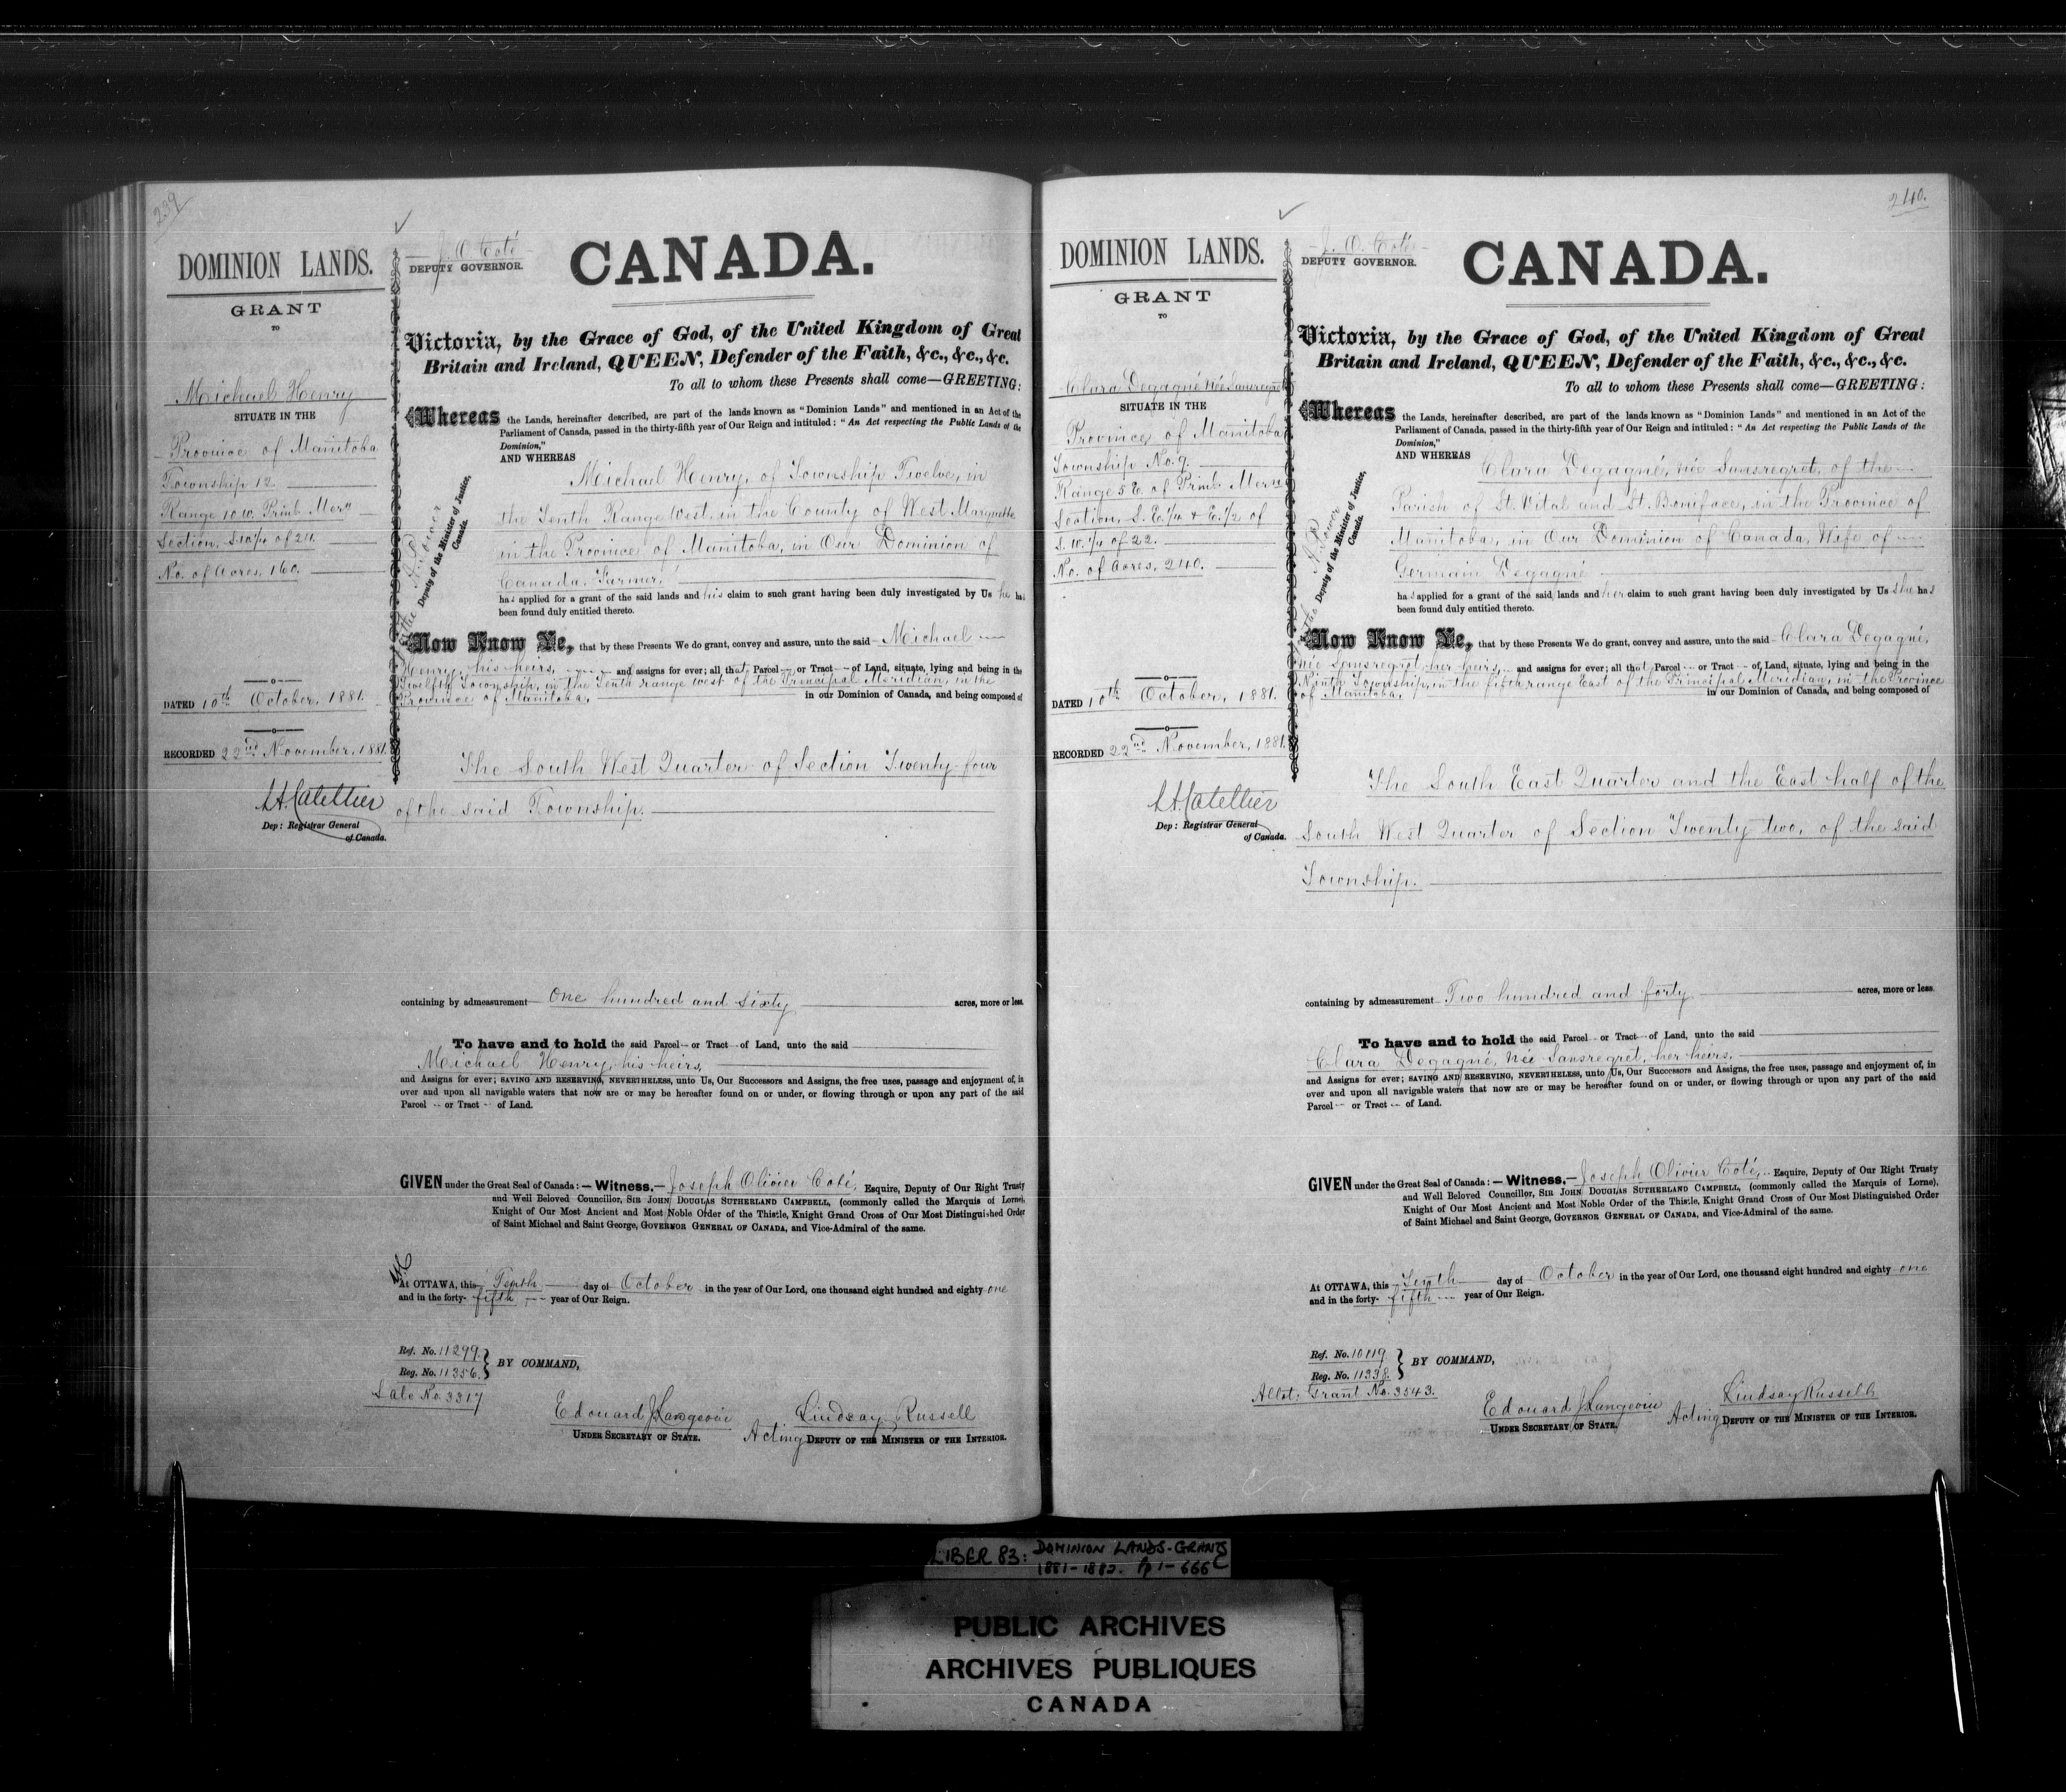 239
DOMINION LANDS.
GRANT
TO
Michael Henry
SITUATE IN THE
Province of Manitoba
Township 12
Range 10 W. Prin'l. Mer'n
Section, S.W ¼ of 24.
No. of Acres, 160.
DATED 10th October, 1881.
RECORDED 22nd November, 1881.
L.A. Catellier
Dep: Registrar General
of Canada.
J. O. Coté
DEPUTY GOVERNOR.
CANADA.
Victoria, by the Grace of God, of the United Kingdom of Great
Britain and Ireland, QUEEN, Defender of the Faith, &c., &c., &c.
To all to whom these Presents shall come—GREETING:
Whereas the Lands, hereinafter described, are part of the lands known as "Dominion Lands" and mentioned in an Act of the
Parliament of Canada, passed in the thirty-fifth year of Our Reign and intituled: "An Act respecting the Public Lands of the
Dominion,"
AND WHEREAS
Michael Henry, of Township Twelve, in
the Tenth Range West, in the County of West Marquette
in the Province of Manitoba, in Our Dominion of
Canada, Farmer,
has applied for a grant of the said lands and his claim to such grant having been duly investigated by Us he has
been found duly entitled thereto.
A. Power
Deputy of the Minister of Justice,
Canada.
Now Know Ye, that by these Presents We do grant, convey and assure, unto the said Michael
Henry, his heirs, and assigns for ever; all that Parcel or Tract of Land, situate, lying and being in the
Twelfth Township, in the Tenth range west of the Principal Meridian, in the
Province of Manitoba, in our Dominion of Canada, and being composed of
The South West Quarter of Section Twenty four
of the said Township.
containing by admeasurement One hundred and Sixty acres, more or less.
To have and to hold the said Parcel or Tract of Land, unto the said
Michael Henry, his heirs,
and Assigns for ever; SAVING AND RESERVING, NEVERTHELESS, unto Us, Our Successors and Assigns, the free uses, passage and enjoyment of, in
over and upon all navigable waters that now are or may be hereafter found on or under, or flowing through or upon any part of the said
Parcel or Tract of Land.
GIVEN under the Great Seal of Canada:—Witness,—Joseph Olivier Coté, Esquire, Deputy of Our Right Trusty
and Well Beloved Councillor, SIR JOHN DOUGLAS SUTHERLAND CAMPBELL, (commonly called the Marquis of Lorne),
Knight of Our Most Ancient and Most Noble Order of the Thistle, Knight Grand Cross of Our Most Distinguished Order
of Saint Michael and Saint George, GOVERNOR GENERAL OF CANADA, and Vice-Admiral of the same.
At OTTAWA, this Tenth day of October in the year of Our Lord, one thousand eight hundred and eighty one
and in the forty-fifth year of Our Reign.
Ref. No. 11299.
Reg. No. 11356.
BY COMMAND,
Sale No. 3317
Edouard J Langevin
UNDER SECRETARY OF STATE.
Lindsay Russell
Acting DEPUTY OF THE MINISTER OF THE INTERIOR.
240.
DOMINION LANDS.
GRANT
TO
Clara Degagné née Sansregret
SITUATE IN THE
Province of Manitoba
Township No. 9.
Range 5 E. of Prin'l. Mer'n
Section, S. E. ¼ & E. ½ of
S. W. ¼ of 22.
No. of Acres, 240.
DATED 10th October, 1881.
RECORDED 22nd November, 1881.
L.A. Catellier
Dep: Registrar General
of Canada.
J. O. Coté
DEPUTY GOVERNOR.
CANADA.
Victoria, by the Grace of God, of the United Kingdom of Great
Britain and Ireland, QUEEN, Defender of the Faith, &c., &c., &c.
To all to whom these Presents shall come—GREETING:
Whereas the Lands, hereinafter described, are part of the lands known as "Dominion Lands" and mentioned in an Act of the
Parliament of Canada, passed in the thirty-fifth year of Our Reign and intituled: "An Act respecting the Public Lands of the
Dominion,"
AND WHEREAS Clara Degagné, née Sansregret, of the
Parish of St. Vital and St. Boniface, in the Province of
Manitoba, in Our Dominion of Canada, Wife of
Germain Degagné
has applied for a grant of the said lands and her claim to such grant having been duly investigated by Us she has
been found duly entitled thereto.
A. Power
Deputy of the Minister of Justice,
Canada.
Now Know Ye, that by these Presents We do grant, convey and assure, unto the said Clara Degagné,
née Sansregret, her heirs, and assigns for ever; all that Parcel or Tract of Land, situate, lying and being in the
Ninth Township, in the fifth range East of the Principal Meridian, in the Province
of Manitoba, in our Dominion of Canada, and being composed of
The South East Quarter and the East half of the
South West Quarter of Section Twenty two, of the said
Township.
containing by admeasurement Two hundred and forty acres, more or less.
To have and to hold the said Parcel or Tract of Land, unto the said
Clara Degagné, née Sansregret, her heirs,
and Assigns for ever; SAVING AND RESERVING, NEVERTHELESS, unto Us, Our Successors and Assigns, the free uses, passage and enjoyment of, in
over and upon all navigable waters that now are or may be hereafter found on or under, or flowing through or upon any part of the said
Parcel or Tract of Land.
GIVEN under the Great Seal of Canada:—Witness,—Joseph Olivier Coté, Esquire, Deputy of Our Right Trusty
and Well Beloved Councillor, SIR JOHN DOUGLAS SUTHERLAND CAMPBELL, (commonly called the Marquis of Lorne),
Knight of Our Most Ancient and Most Noble Order of the Thistle, Knight Grand Cross of Our Most Distinguished Order
of Saint Michael and Saint George, GOVERNOR GENERAL OF CANADA, and Vice-Admiral of the same.
At OTTAWA, this Tenth day of October in the year of Our Lord, one thousand eight hundred and eighty one
and in the forty-fifth year of Our Reign.
Ref. No. 10119.
Reg. No. 11338.
BY COMMAND,
Allot: Grant No. 3543.
Edouard J Langevin
UNDER SECRETARY OF STATE.
Lindsay Russell
Acting DEPUTY OF THE MINISTER OF THE INTERIOR.
LIBER 83: DOMINION LANDS-GRANTS
1881-1882. Pp 1-666
PUBLIC ARCHIVES
ARCHIVES PUBLIQUES
CANADA